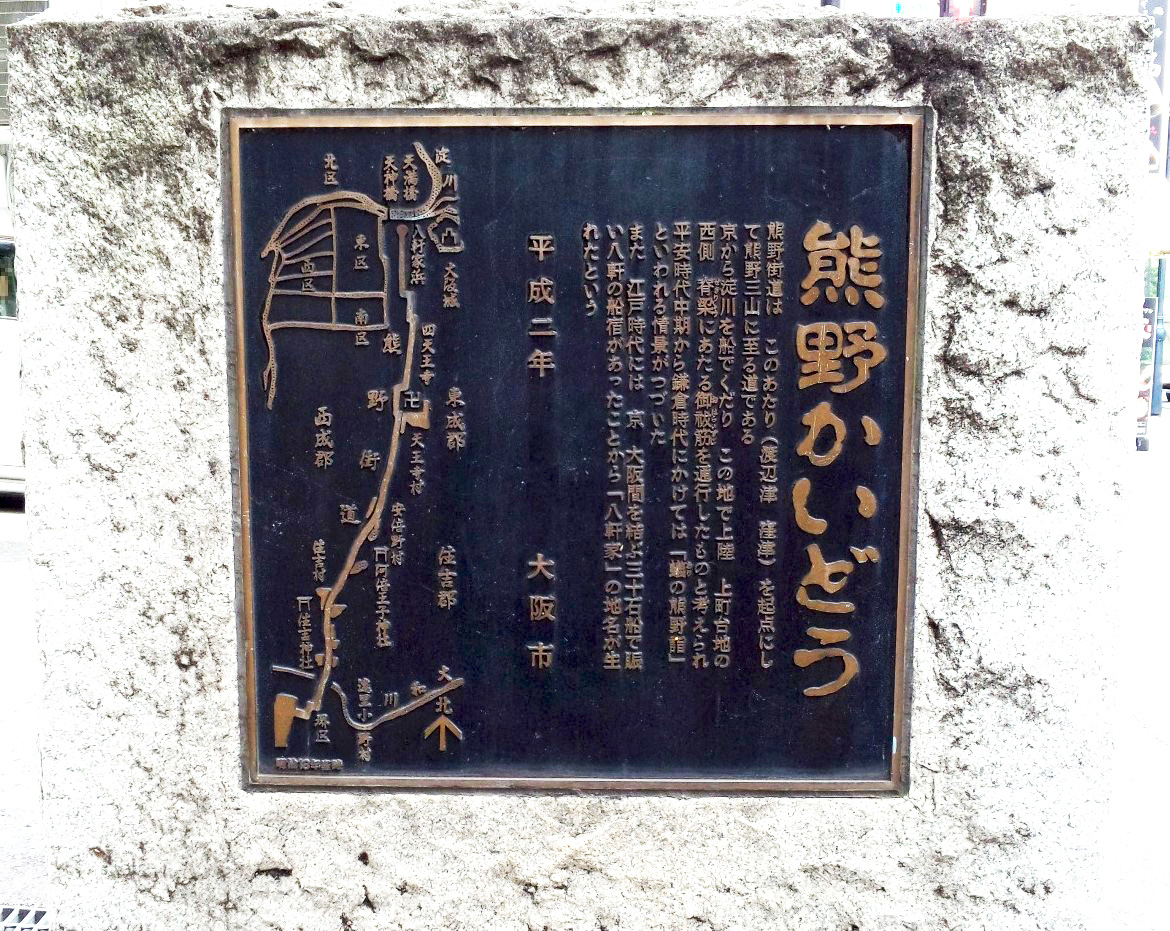 熊野かいどう
熊野街道は　このあたり（渡辺津　窪津）を起点にし
て熊野三山に至る道である
京から淀川を船でくだり　この地で上陸　上町台地の
西側　脊梁にあたる御祓筋を通行したものと考えられ
平安時代中期から鎌倉時代にかけては「蟻の熊野詣」
といわれる情景がつづいた
また　江戸時代には　京　大阪間を結ぶ三十石船で賑
い八軒の船宿があったことから「八軒家」の地名が生
れたという
平成二年　大阪市
淀川
天満橋
天神橋
北区
八軒家浜
大阪城
東区
西区
南区
四天王寺
熊野街道
卍
東成郡
西成郡
天王寺村
安倍野村
阿倍王子神社
住吉郡
住吉村
住吉神社
大和川
遠里小野村
堺区
北